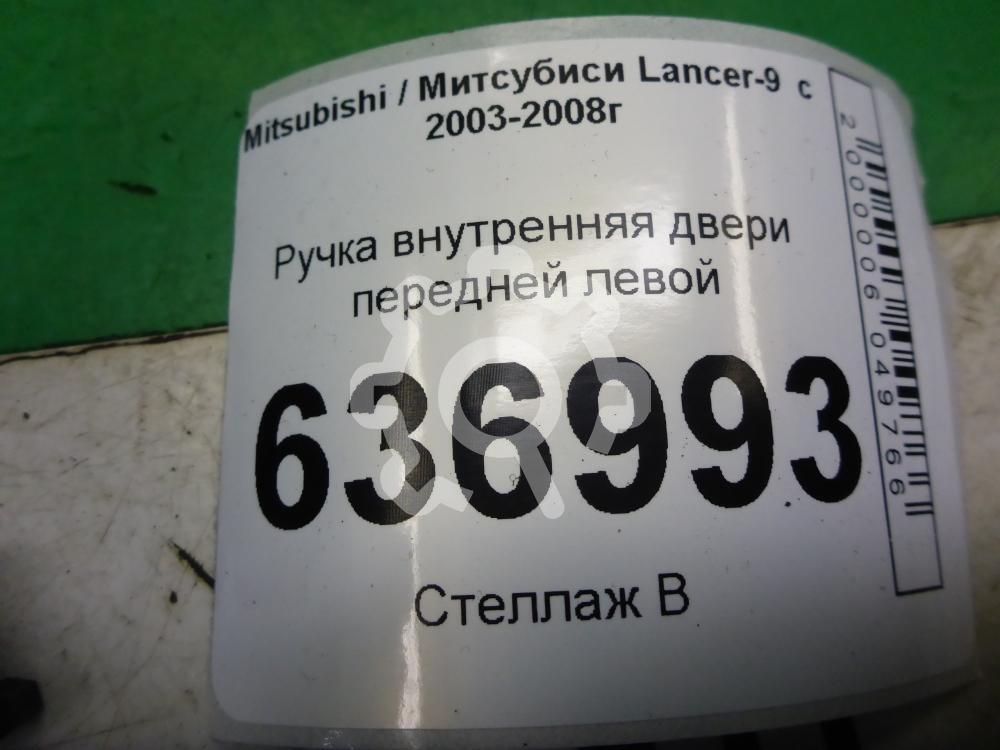 Mitsubishi / Митсубиси Lancer-9 с
2003-2008г
Ручка внутренняя двери
передней левой
636993
Стеллаж В
2000006049766